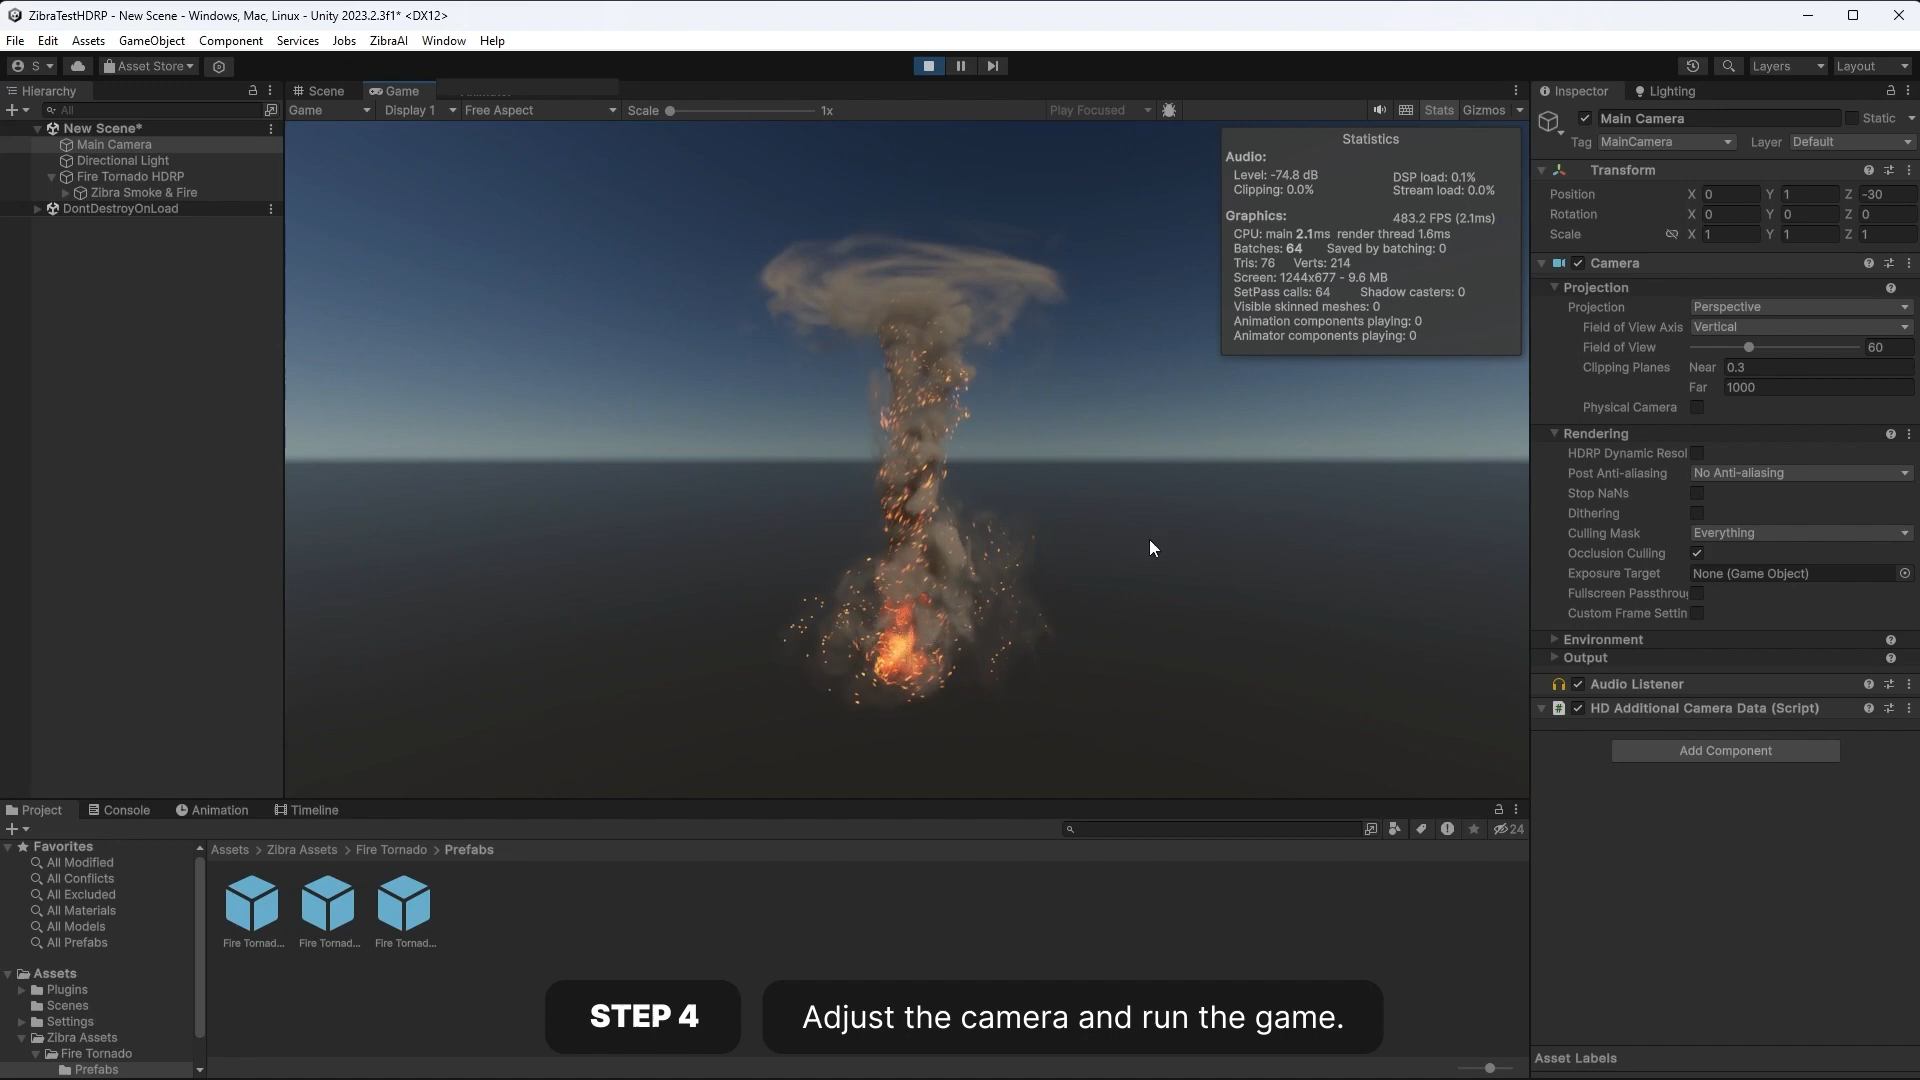 ZibraTestHDRP - New Scene - Windows, Mac, Linux - Unity 2023.2.3f1* <DX12>
File Edit Assets GameObject Component Services Jobs ZibraAI Window Help
S Asset Store Layers Layout
Hierarchy
All
New Scene*
Main Camera
Directional Light
Fire Tornado HDRP
Zibra Smoke & Fire
DontDestroyOnLoad
Scene Game
Game Display 1 Free Aspect Scale 1x Play Focused Stats Gizmos
Statistics
Audio:
Level: -74.8 dB DSP load: 0.1%
Clipping: 0.0% Stream load: 0.0%
Graphics: 483.2 FPS (2.1ms)
CPU: main 2.1ms render thread 1.6ms
Batches: 64 Saved by batching: 0
Tris: 76 Verts: 214
Screen: 1244x677 - 9.6 MB
SetPass calls: 64 Shadow casters: 0
Visible skinned meshes: 0
Animation components playing: 0
Animator components playing: 0
Inspector Lighting
Main Camera Static
Tag MainCamera Layer Default
Transform
Position X 0 Y 1 Z -30
Rotation X 0 Y 0 Z 0
Scale X 1 Y 1 Z 1
Camera
Projection
Projection Perspective
Field of View Axis Vertical
Field of View 60
Clipping Planes Near 0.3
Far 1000
Physical Camera
Rendering
HDRP Dynamic Resol
Post Anti-aliasing No Anti-aliasing
Stop NaNs
Dithering
Culling Mask Everything
Occlusion Culling
Exposure Target None (Game Object)
Fullscreen Passthrou
Custom Frame Settin
Environment
Output
Audio Listener
# HD Additional Camera Data (Script)
Add Component
Asset Labels
Project Console Animation Timeline
24
Favorites
All Modified
All Conflicts
All Excluded
All Materials
All Models
All Prefabs
Assets
Plugins
Scenes
Settings
Zibra Assets
Fire Tornado
Prefabs
Assets > Zibra Assets > Fire Tornado > Prefabs
Fire Tornad... Fire Tornad... Fire Tornad...
STEP 4 Adjust the camera and run the game.